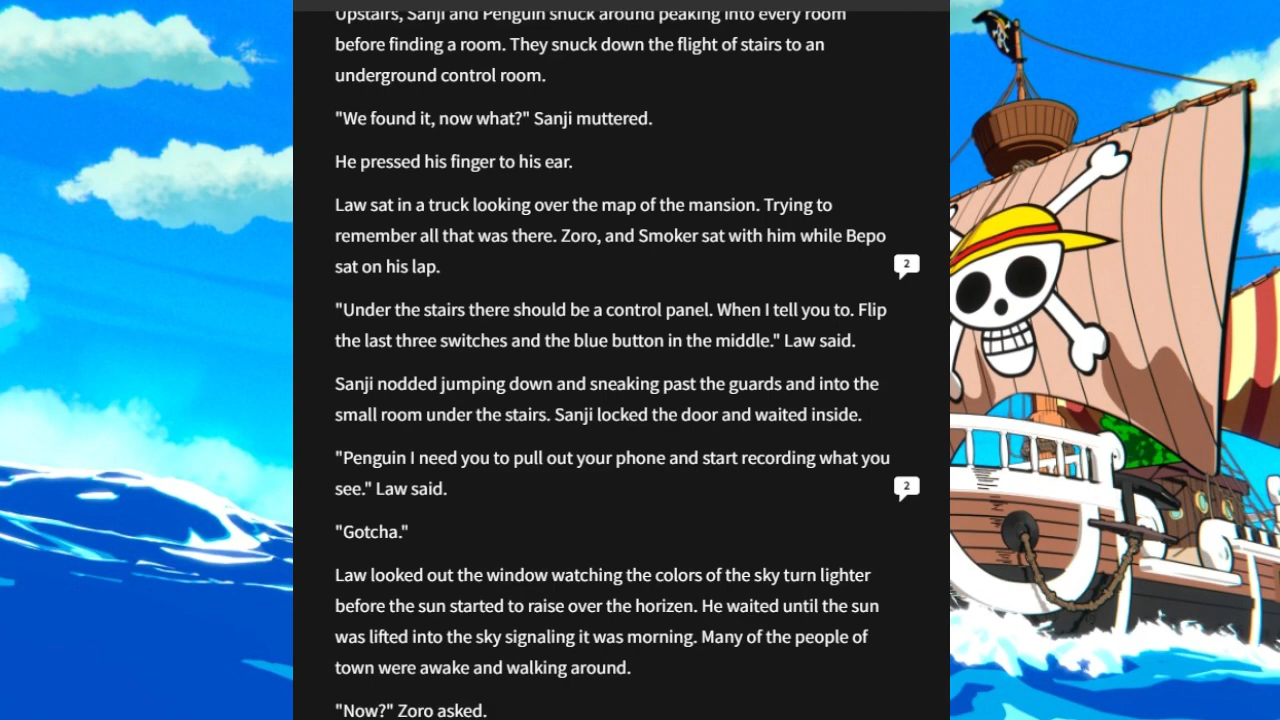 Upstairs, Sanji and Penguin snuck around peaking into every room
before finding a room. They snuck down the flight of stairs to an
underground control room.
"We found it, now what?" Sanji muttered.
He pressed his finger to his ear.
Law sat in a truck looking over the map of the mansion. Trying to
remember all that was there. Zoro, and Smoker sat with him while Bepo
sat on his lap.
2
"Under the stairs there should be a control panel. When I tell you to. Flip
the last three switches and the blue button in the middle." Law said.
Sanji nodded jumping down and sneaking past the guards and into the
small room under the stairs. Sanji locked the door and waited inside.
"Penguin I need you to pull out your phone and start recording what you
see." Law said.
2
"Gotcha."
Law looked out the window watching the colors of the sky turn lighter
before the sun started to raise over the horizen. He waited until the sun
was lifted into the sky signaling it was morning. Many of the people of
town were awake and walking around.
"Now?" Zoro asked.